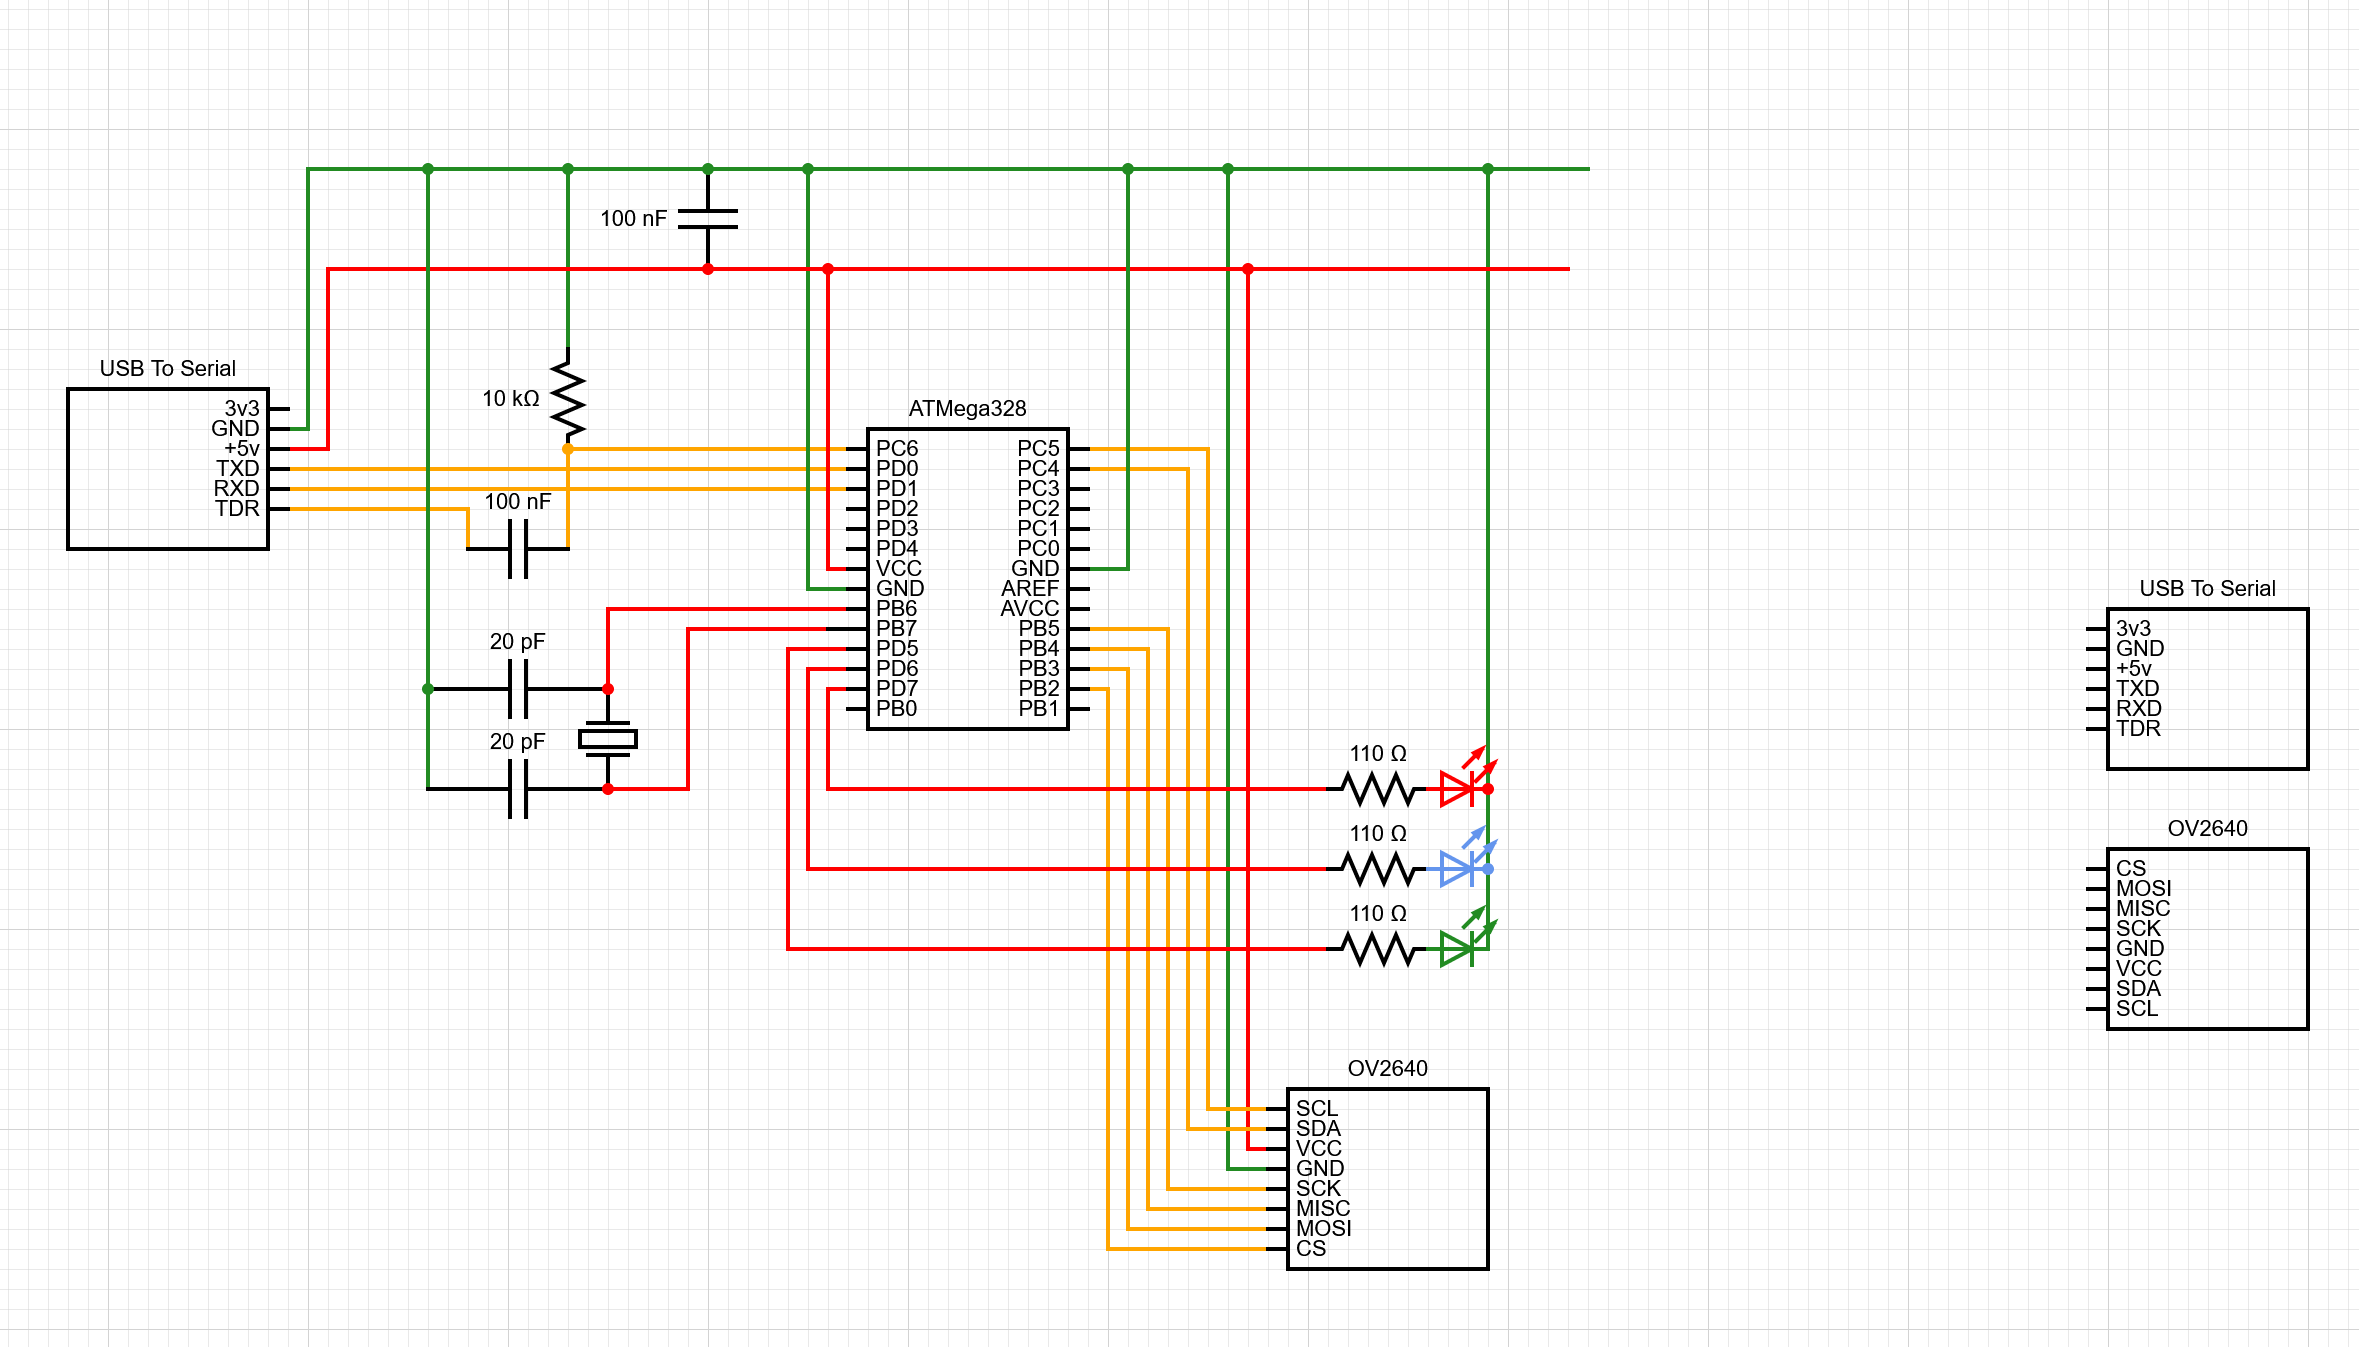 100 nF
USB To Serial
3v3
GND
+5v
TXD
RXD
TDR
10 kΩ
100 nF
20 pF
20 pF
ATMega328
PC6
PD0
PD1
PD2
PD3
PD4
VCC
GND
PB6
PB7
PD5
PD6
PD7
PB0
PC5
PC4
PC3
PC2
PC1
PC0
GND
AREF
AVCC
PB5
PB4
PB3
PB2
PB1
110 Ω
110 Ω
110 Ω
OV2640
SCL
SDA
VCC
GND
SCK
MISC
MOSI
CS
USB To Serial
3v3
GND
+5v
TXD
RXD
TDR
OV2640
CS
MOSI
MISC
SCK
GND
VCC
SDA
SCL